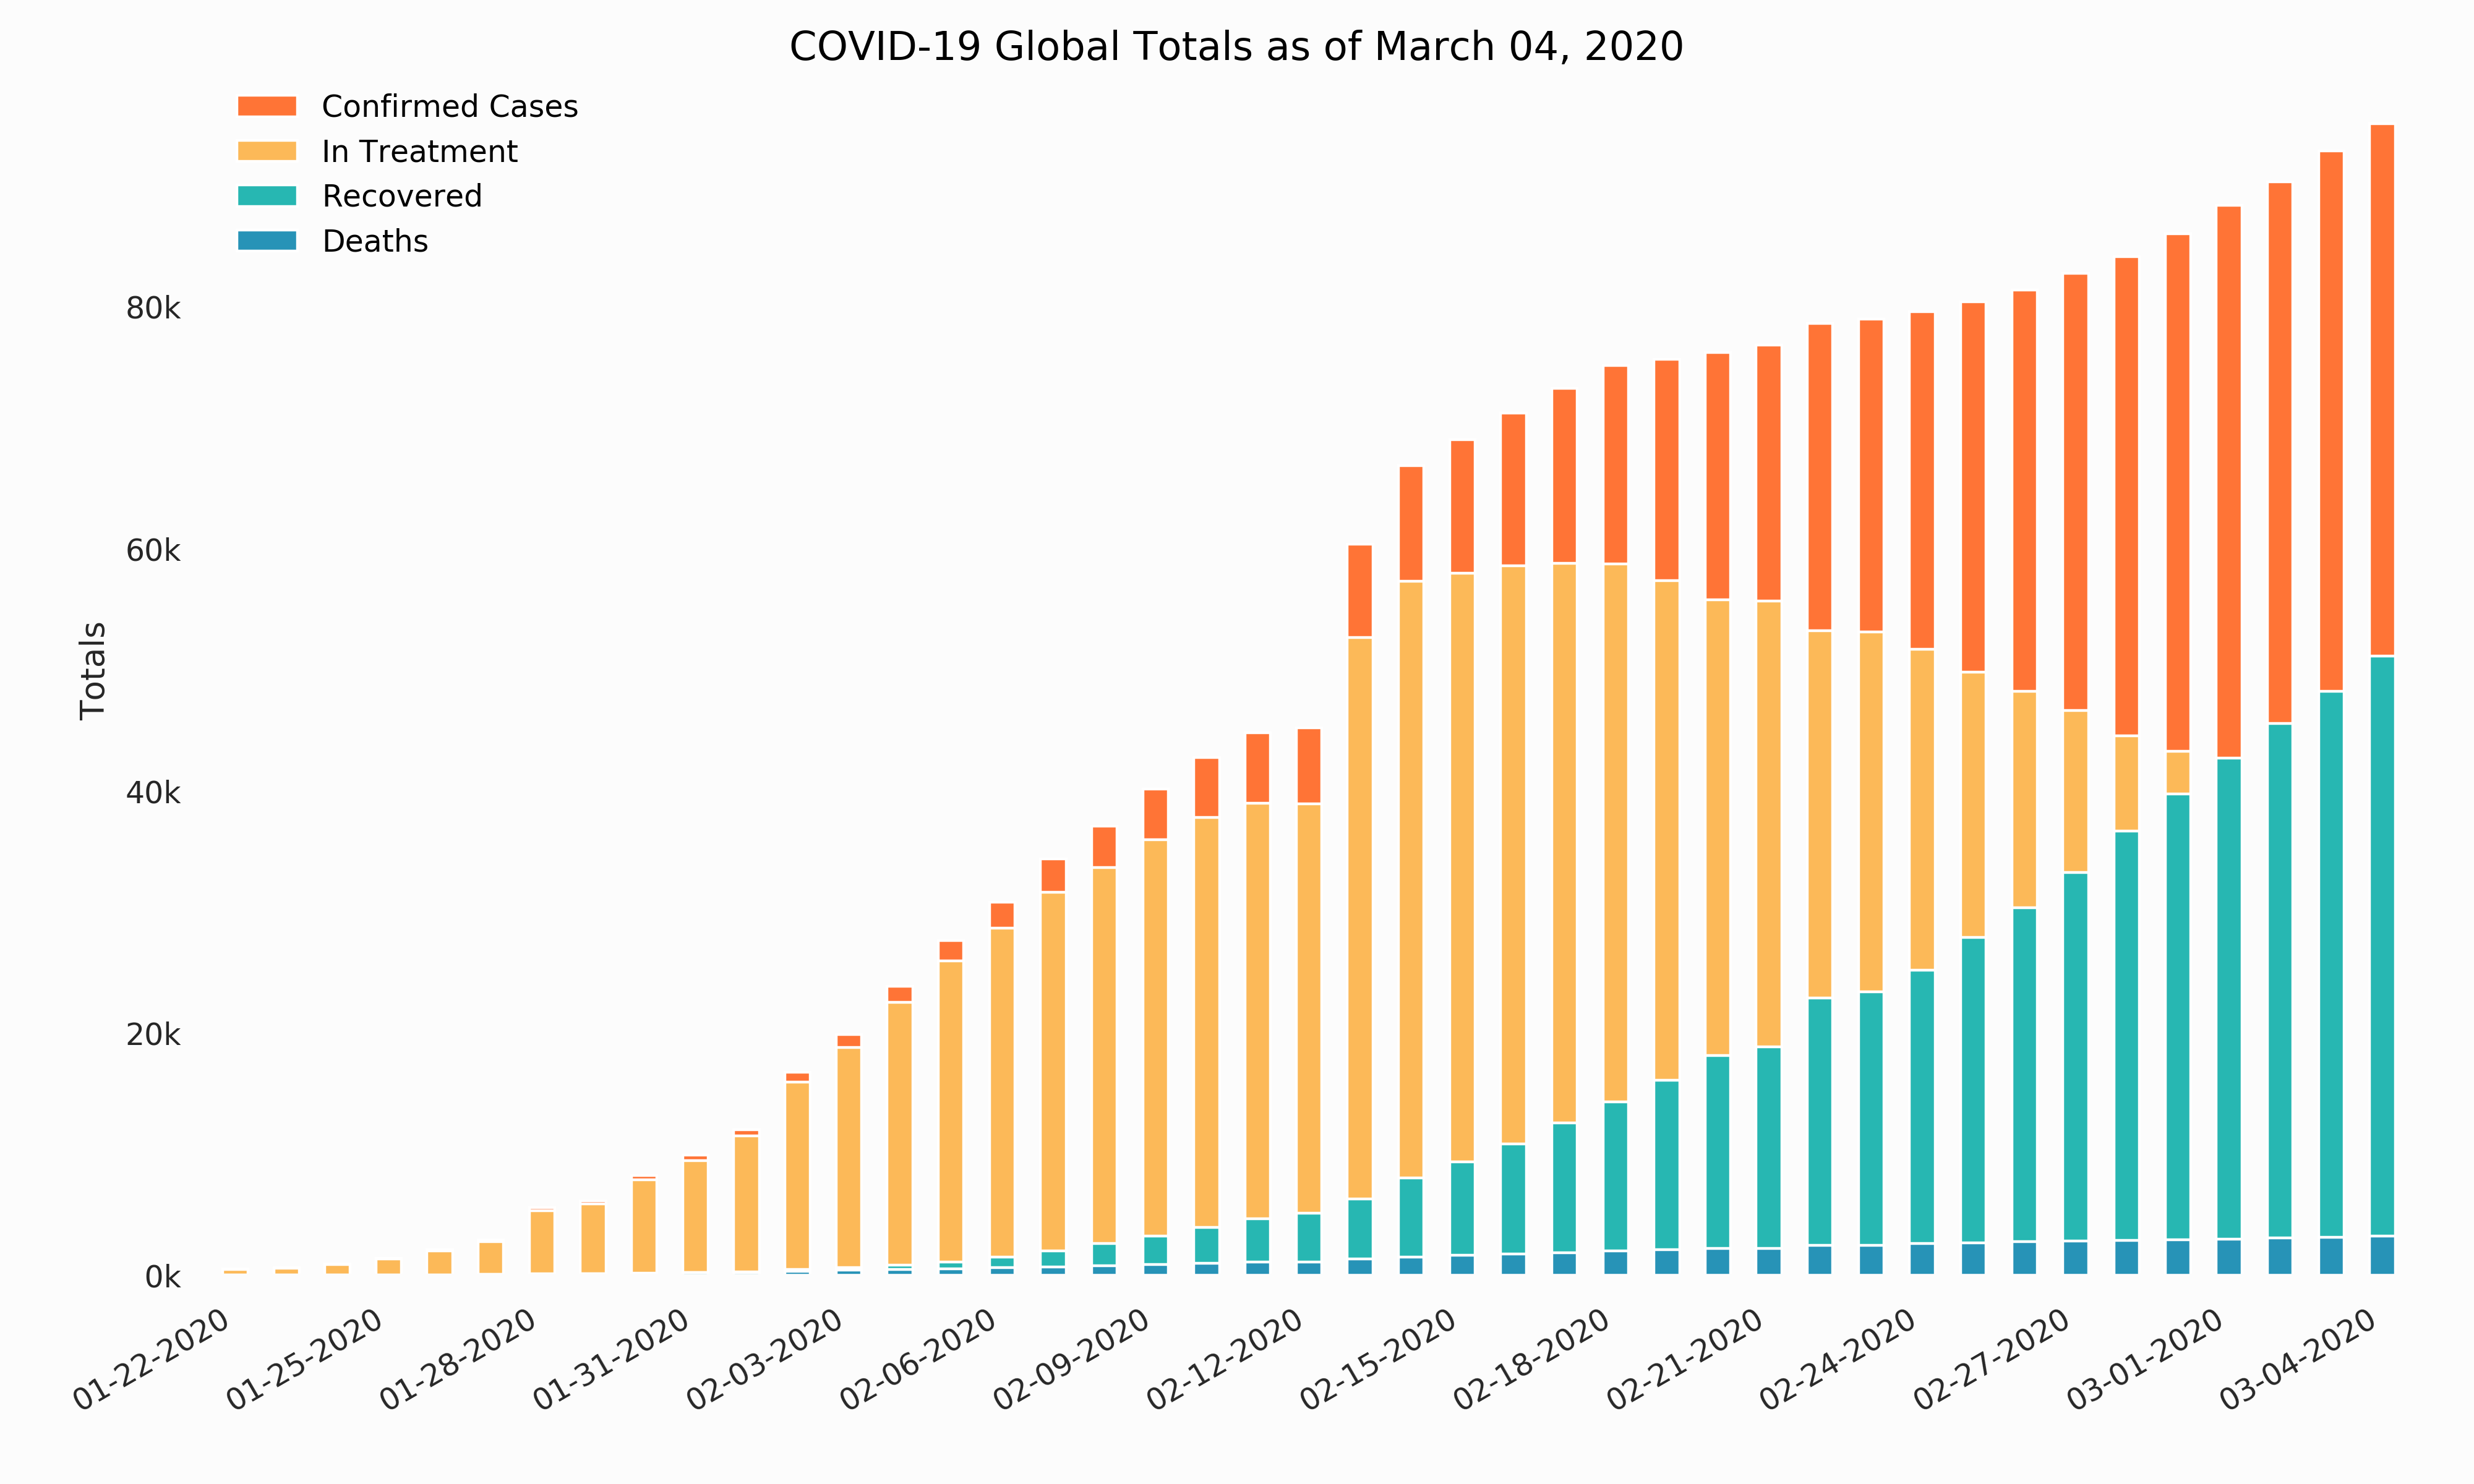 COVID-19 Global Totals as of March 04, 2020
Confirmed Cases
In Treatment
Recovered
Deaths
80k
60k
Totals
40k
20k
0k
01-22-2020
01-25-2020
01-28-2020
01-31-2020
02-03-2020
02-06-2020
02-09-2020
02-12-2020
02-15-2020
02-18-2020
02-21-2020
02-24-2020
02-27-2020
03-01-2020
03-04-2020